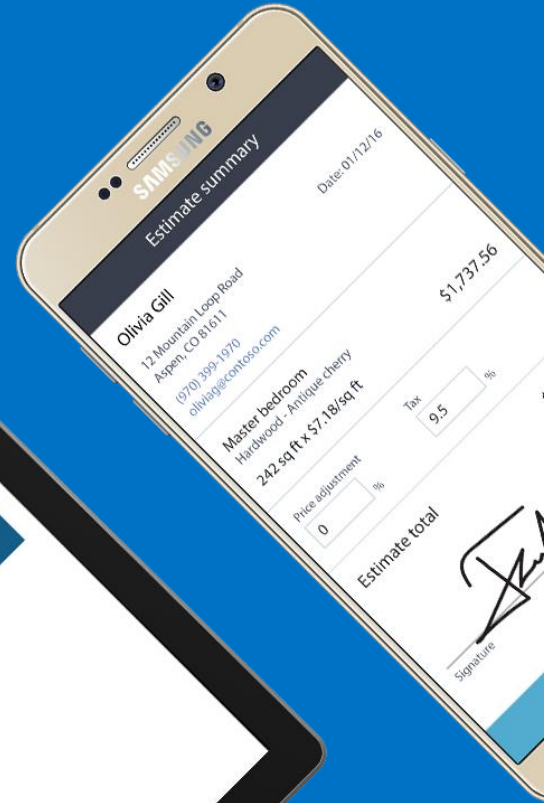 SAMSUNG
Estimate summary
Date: 01/12/16
Olivia Gill
12 Mountain Loop Road
Aspen, CO 81611
(970) 399-1970
oliviag@contoso.com
Master bedroom
Hardwood - Antique cherry
242 sq ft x $7.18/sq ft
$1,737.56
Price adjustment
0 %
Tax
9.5 %
Estimate total
Signature